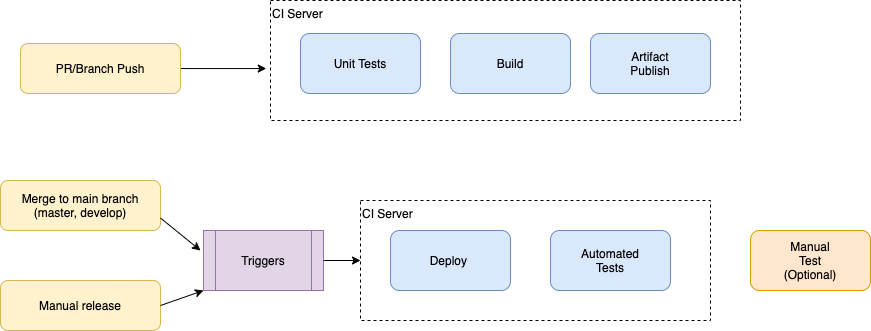 CI Server
PR/Branch Push
Unit Tests
Build
Artifact
Publish
Merge to main branch
(master, develop)
Manual release
Triggers
CI Server
Deploy
Automated
Tests
Manual
Test
(Optional)